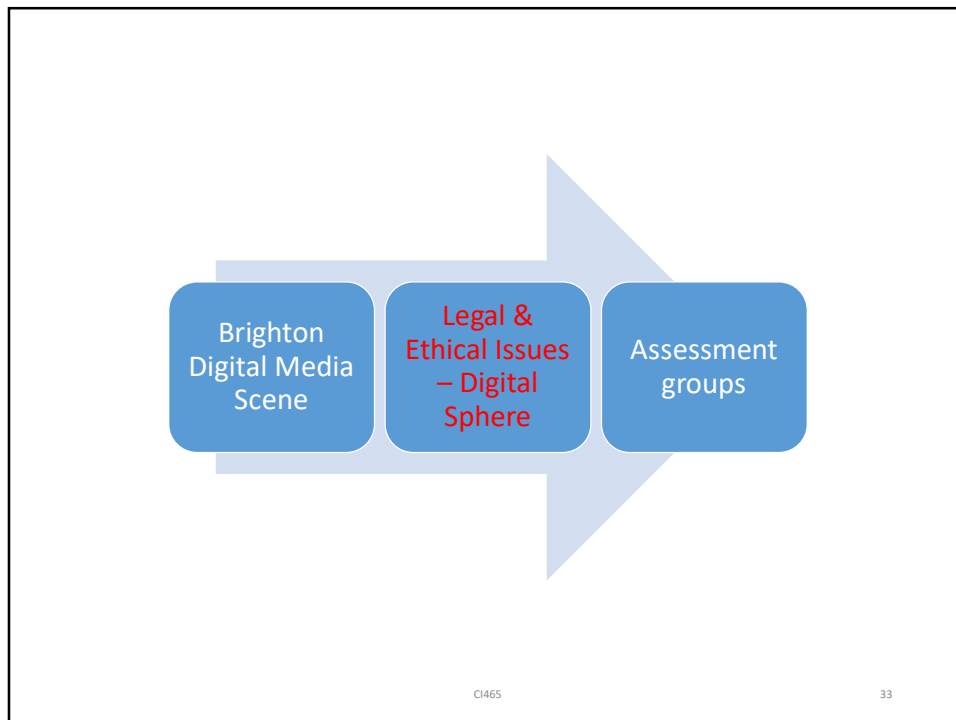 Brighton
Digital Media
Scene
Legal &
Ethical Issues
– Digital
Sphere
Assessment
groups
CI465
33